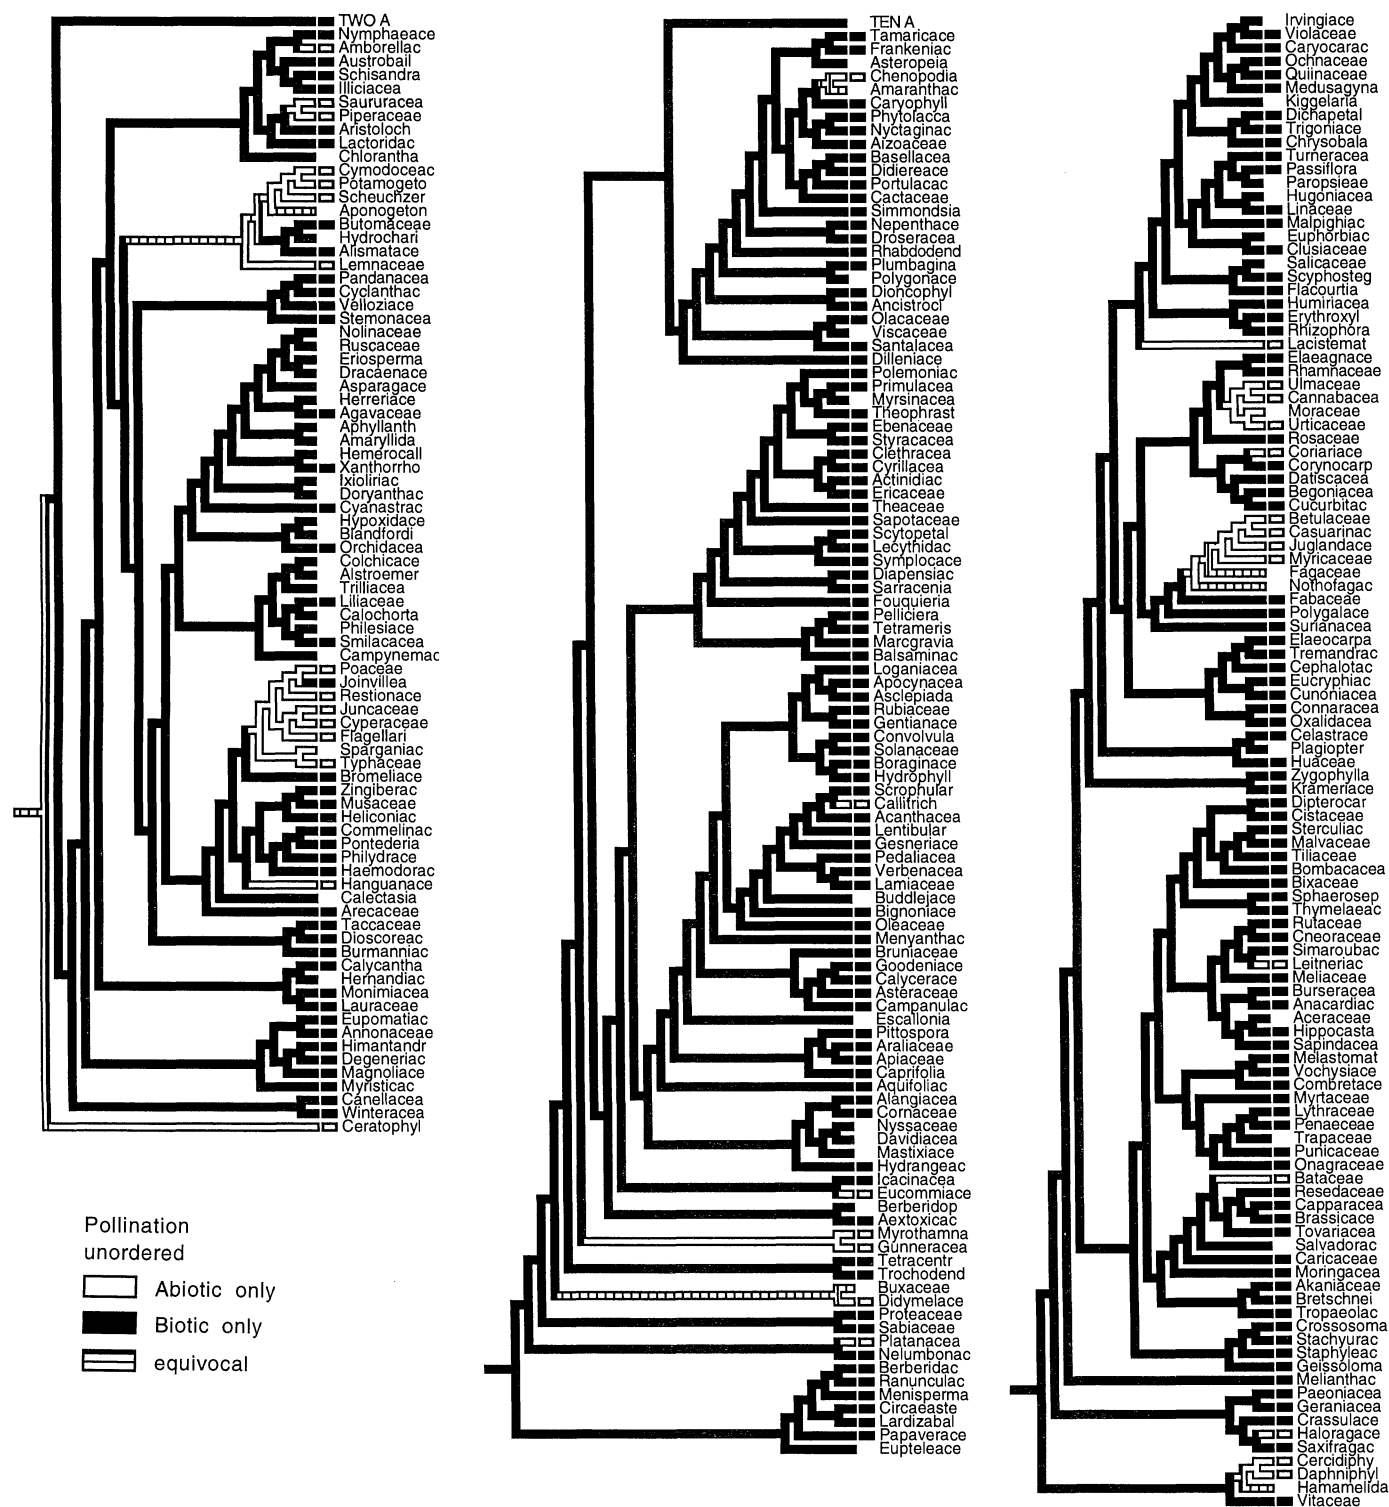 TWO A
Nymphaeace
Amborellac
Austrobail
Schisandra
Illiciacea
Saururacea
Piperaceae
Aristoloch
Lactoridac
Chlorantha
Cymodoceac
Potamogeto
Scheuchzer
Aponogeton
Butomaceae
Hydrochari
Alismatace
Lemnaceae
Pandanacea
Cyclanthac
Velloziace
Stemonacea
Nolinaceae
Ruscaceae
Eriosperma
Dracaenace
Asparagace
Herreriace
Agavaceae
Aphyllanth
Amaryllida
Hemerocall
Xanthorrho
Ixioliriac
Doryanthac
Cyanastrac
Hypoxidace
Blandfordi
Orchidacea
Colchicace
Alstroemer
Trilliacea
Liliaceae
Calochorta
Philesiace
Smilacacea
Campynemac
Poaceae
Joinvillea
Restionace
Juncaceae
Cyperaceae
Flagellari
Sparganiac
Typhaceae
Bromeliace
Zingiberac
Musaceae
Heliconiac
Commelinac
Pontederia
Philydrace
Haemodorac
Hanguanace
Calectasia
Arecaceae
Taccaceae
Dioscoreac
Burmanniac
Calycantha
Hernandiac
Monimiacea
Lauraceae
Eupomatiac
Annonaceae
Himantandr
Degeneriac
Magnoliace
Myristicac
Canellacea
Winteracea
Ceratophyl
Pollination
unordered
Abiotic only
Biotic only
equivocal
TEN A
Tamaricace
Frankeniac
Asteropeia
Chenopodia
Amaranthac
Caryophyll
Phytolacca
Nyctaginac
Aizoaceae
Basellacea
Didiereace
Portulacac
Cactaceae
Simmondsia
Nepenthace
Droseracea
Rhabdodend
Plumbagina
Polygonace
Dioncophyl
Ancistrocl
Olacaceae
Viscaceae
Santalacea
Dilleniace
Polemoniac
Primulacea
Myrsinacea
Theophrast
Ebenaceae
Styracacea
Clethracea
Cyrillacea
Actinidiac
Ericaceae
Theaceae
Sapotaceae
Scytopetal
Lecythidac
Symplocace
Diapensiac
Sarracenia
Fouquieria
Pelliciera
Tetrameris
Marcgravia
Balsaminac
Loganiacea
Apocynacea
Asclepiada
Rubiaceae
Gentianace
Convolvula
Solanaceae
Boraginace
Hydrophyll
Scrophular
Callitrich
Acanthacea
Lentibular
Gesneriace
Pedaliacea
Verbenacea
Lamiaceae
Buddlejace
Bignoniace
Oleaceae
Menyanthac
Bruniaceae
Goodeniace
Calycerace
Asteraceae
Campanulac
Escallonia
Pittospora
Araliaceae
Apiaceae
Caprifolia
Aquifoliac
Alangiacea
Cornaceae
Nyssaceae
Davidiacea
Mastixiace
Hydrangeac
Icacinacea
Eucommiace
Berberidop
Aextoxicac
Myrothamna
Gunneracea
Tetracentr
Trochodend
Buxaceae
Didymelace
Proteaceae
Sabiaceae
Platanacea
Nelumbonac
Berberidac
Ranunculac
Menisperma
Circaeaste
Lardizabal
Papaverace
Eupteleace
Irvingiace
Violaceae
Caryocarac
Ochnaceae
Quiinaceae
Medusagyna
Kiggelaria
Dichapetal
Trigoniace
Chrysobala
Turneracea
Passiflora
Paropsieae
Hugoniacea
Linaceae
Malpighiac
Euphorbiac
Clusiaceae
Salicaceae
Scyphosteg
Flacourtia
Humiriacea
Erythroxyl
Rhizophora
Lacistemat
Elaeagnace
Rhamnaceae
Ulmaceae
Cannabacea
Moraceae
Urticaceae
Rosaceae
Coriariace
Corynocarp
Datiscacea
Begoniacea
Cucurbitac
Betulaceae
Casuarinac
Juglandace
Myricaceae
Fagaceae
Nothofagac
Fabaceae
Polygalace
Surianacea
Elaeocarpa
Tremandrac
Cephalotac
Eucryphiac
Cunoniacea
Connaracea
Oxalidacea
Celastrace
Plagiopter
Huaceae
Zygophylla
Krameriace
Dipterocar
Cistaceae
Sterculiac
Malvaceae
Tiliaceae
Bombacacea
Bixaceae
Sphaerosep
Thymelaeac
Rutaceae
Cneoraceae
Simaroubac
Leitneriac
Meliaceae
Burseracea
Anacardiac
Aceraceae
Hippocasta
Sapindacea
Melastomat
Vochysiace
Combretace
Myrtaceae
Lythraceae
Penaeceae
Trapaceae
Punicaceae
Onagraceae
Bataceae
Resedaceae
Capparacea
Brassicace
Tovariacea
Salvadorac
Caricaceae
Moringacea
Akaniaceae
Bretschnei
Tropaeolac
Crossosoma
Stachyurac
Staphyleac
Geissoloma
Melianthac
Paeoniacea
Geraniacea
Crassulace
Haloragace
Saxifragac
Cercidiphy
Daphniphyl
Hamamelida
Vitaceae